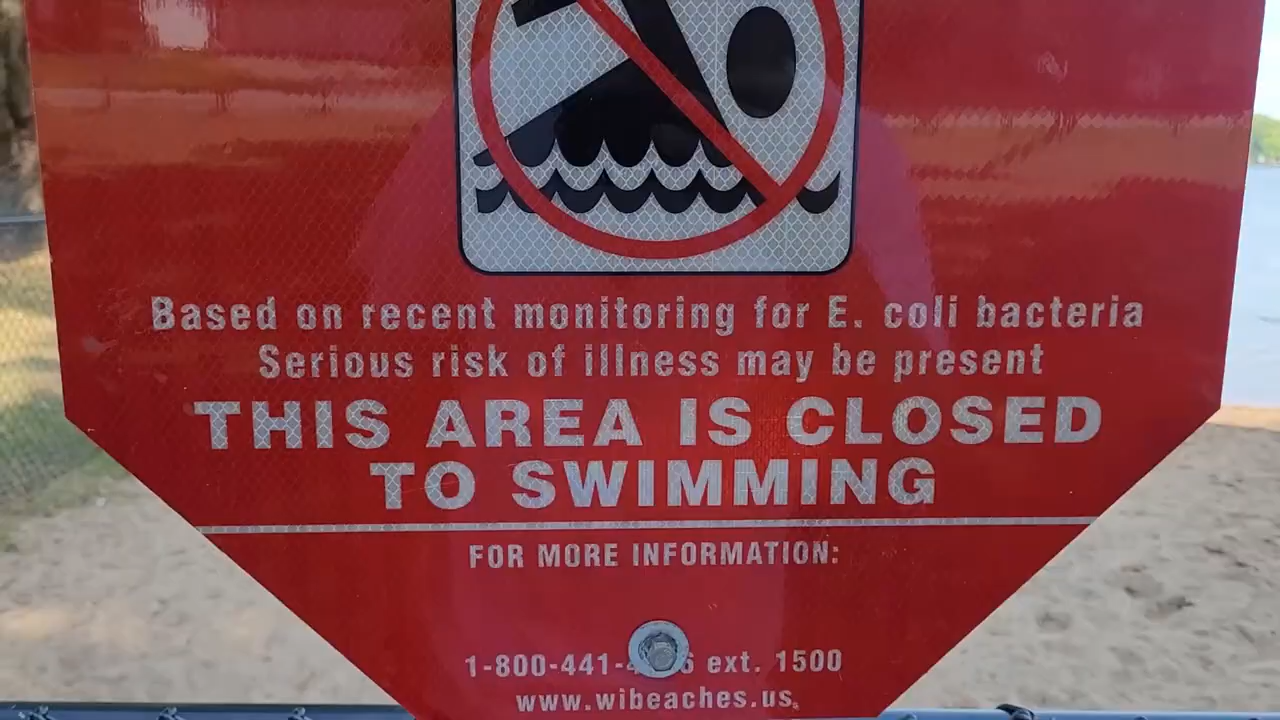 Based on recent monitoring for E. coli bacteria
Serious risk of illness may be present
THIS AREA IS CLOSED
TO SWIMMING
FOR MORE INFORMATION:
ext. 1500
www.wibeaches.us